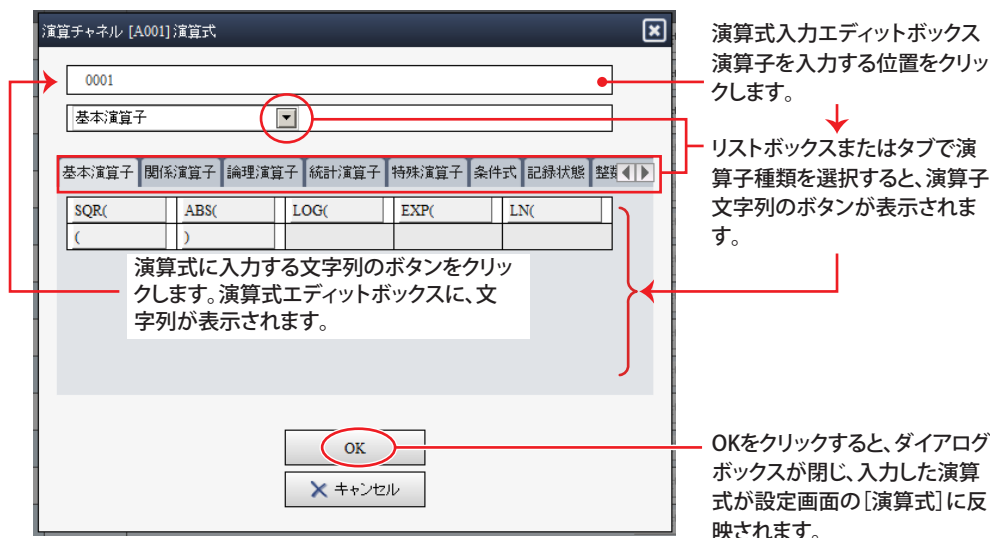 演算チャネル [A001] 演算式
0001
基本演算子
基本演算子 関係演算子 論理演算子 統計演算子 特殊演算子 条件式 記録状態
SQR( ABS( LOG( EXP( LN(
( )
演算式に入力する文字列のボタンをクリッ
クします。演算式エディットボックスに、文
字列が表示されます。
OK
キャンセル
演算式入力エディットボックス
演算子を入力する位置をクリッ
クします。
リストボックスまたはタブで演
算子種類を選択すると、演算子
文字列のボタンが表示されま
す。
OKをクリックすると、ダイアログ
ボックスが閉じ、入力した演算
式が設定画面の［演算式］に反
映されます。